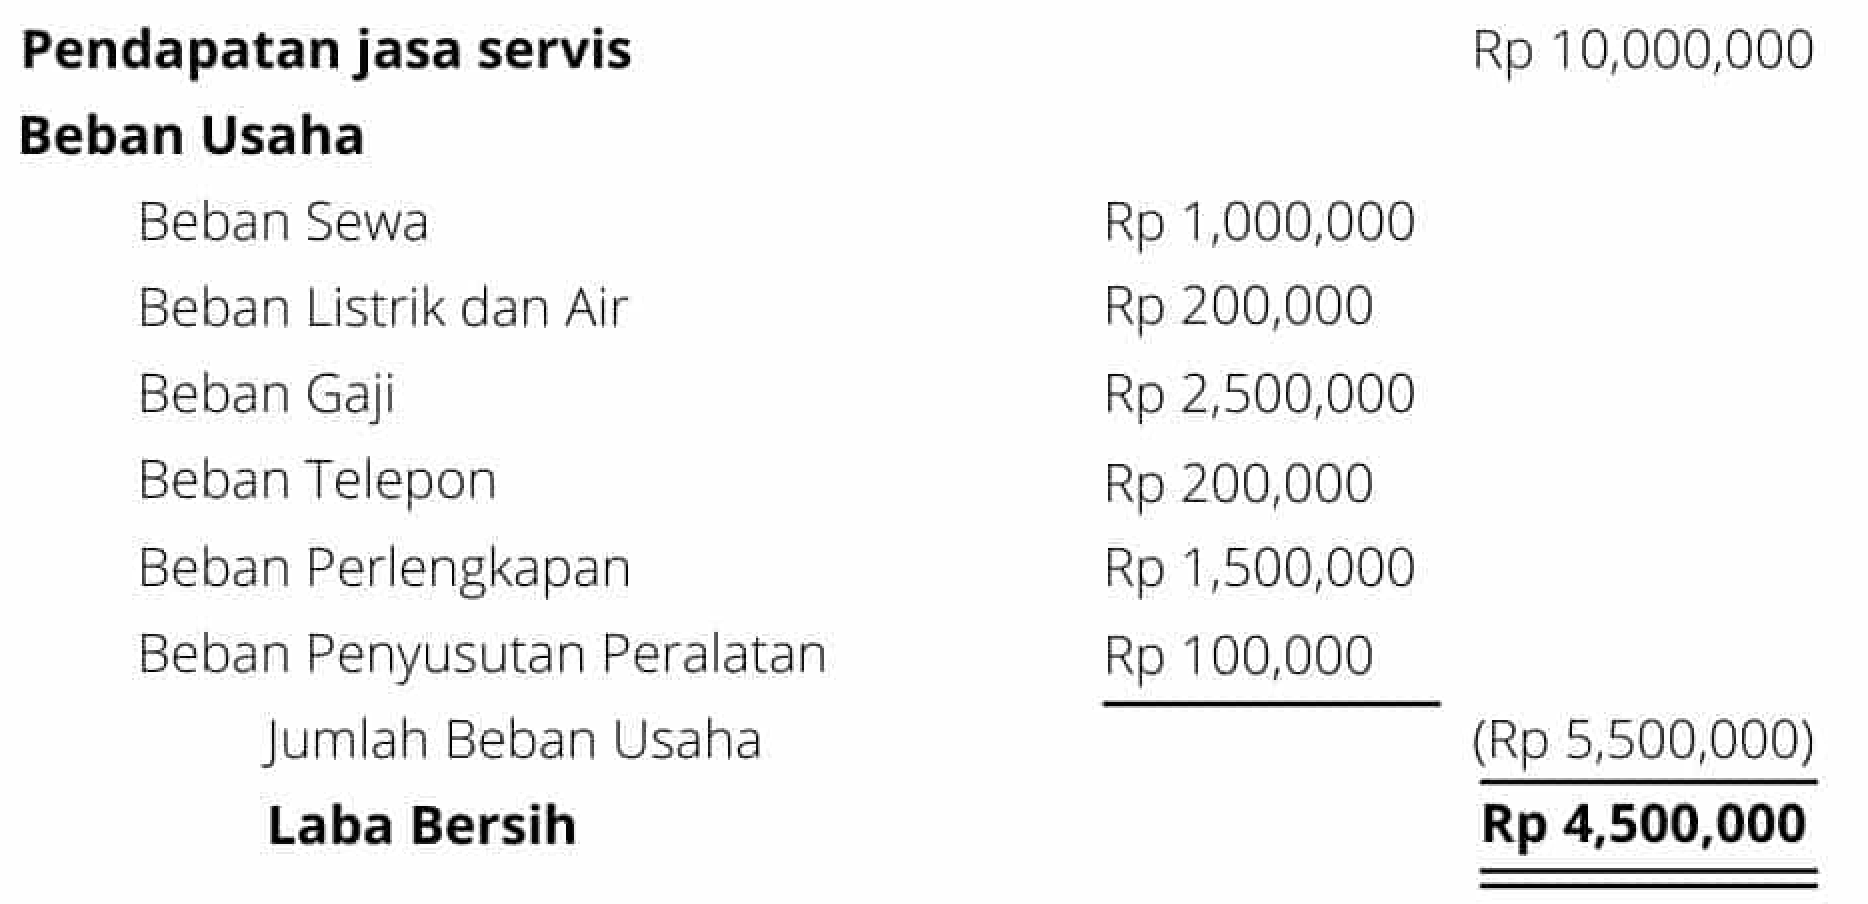 Pendapatan jasa servis Rp 10,000,000
Beban Usaha
Beban Sewa Rp 1,000,000
Beban Listrik dan Air Rp 200,000
Beban Gaji Rp 2,500,000
Beban Telepon Rp 200,000
Beban Perlengkapan Rp 1,500,000
Beban Penyusutan Peralatan Rp 100,000
Jumlah Beban Usaha (Rp 5,500,000)
Laba Bersih Rp 4,500,000